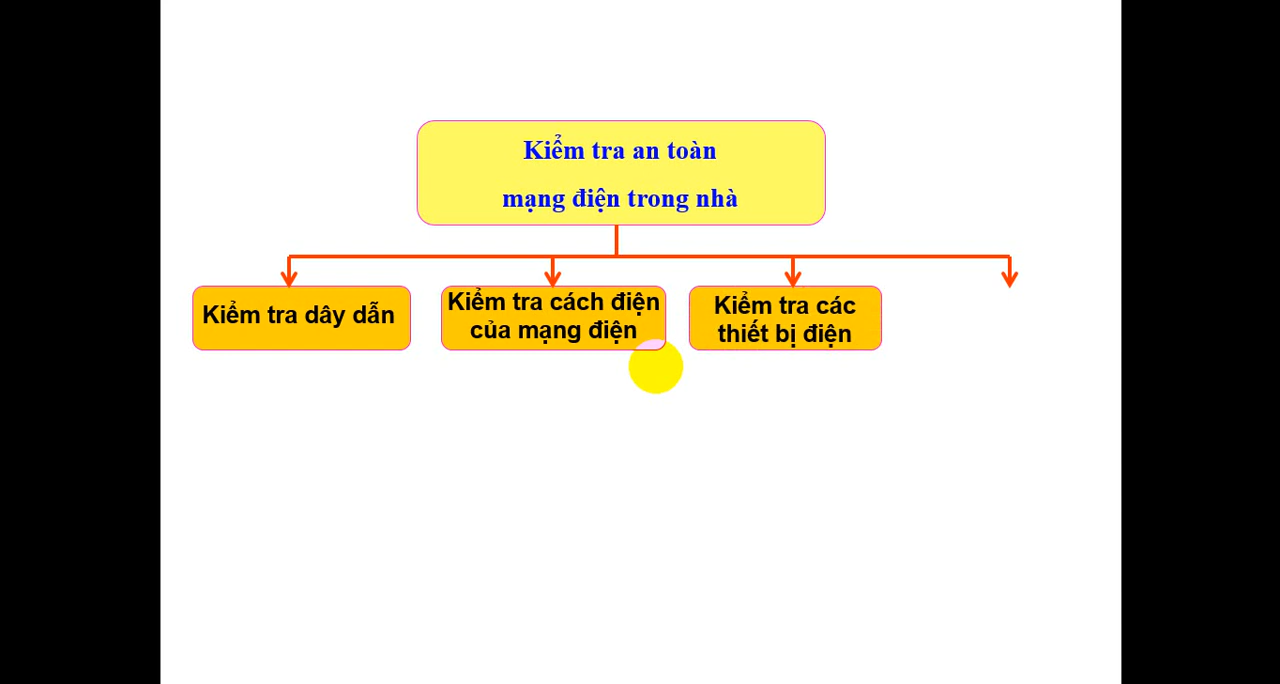 Kiểm tra an toàn
mạng điện trong nhà
Kiểm tra dây dẫn
Kiểm tra cách điện
của mạng điện
Kiểm tra các
thiết bị điện